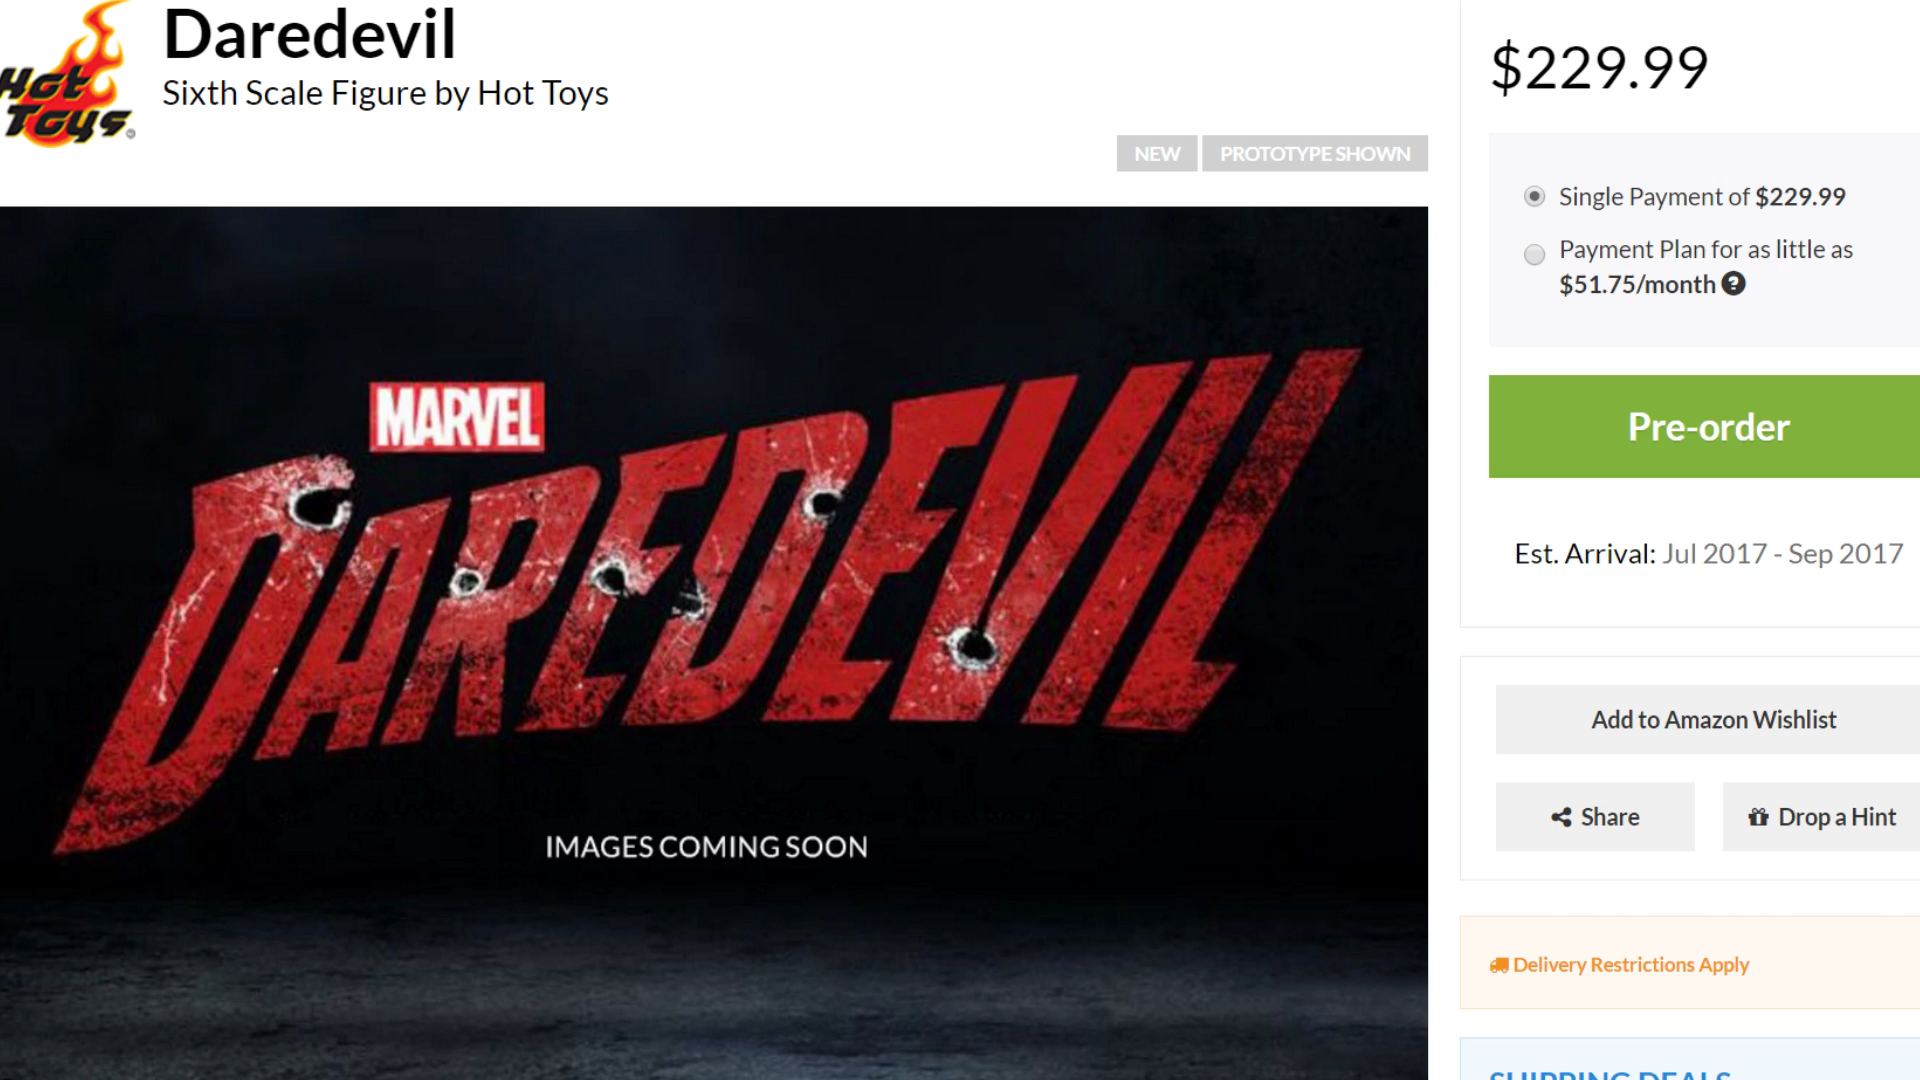 Hot
Toys
Daredevil
Sixth Scale Figure by Hot Toys
NEW
PROTOTYPE SHOWN
MARVEL
DAREDEVIL
IMAGES COMING SOON
$229.99
Single Payment of $229.99
Payment Plan for as little as
$51.75/month ?
Pre-order
Est. Arrival: Jul 2017 - Sep 2017
Add to Amazon Wishlist
Share
Drop a Hint
Delivery Restrictions Apply
SHIPPING DEALS